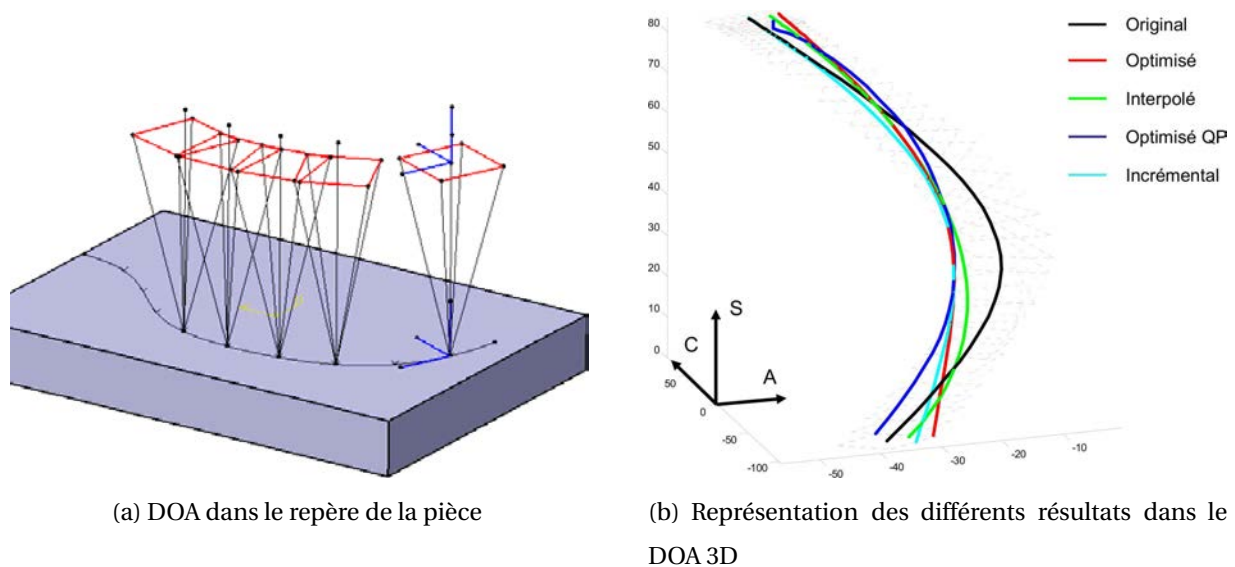 80
70
60
50
40
30
20
10
0
50
0
-50
-100
-50
-40
-30
-20
-10
S
C
A
Original
Optimisé
Interpolé
Optimisé QP
Incrémental
(a) DOA dans le repère de la pièce
(b) Représentation des différents résultats dans le
DOA 3D